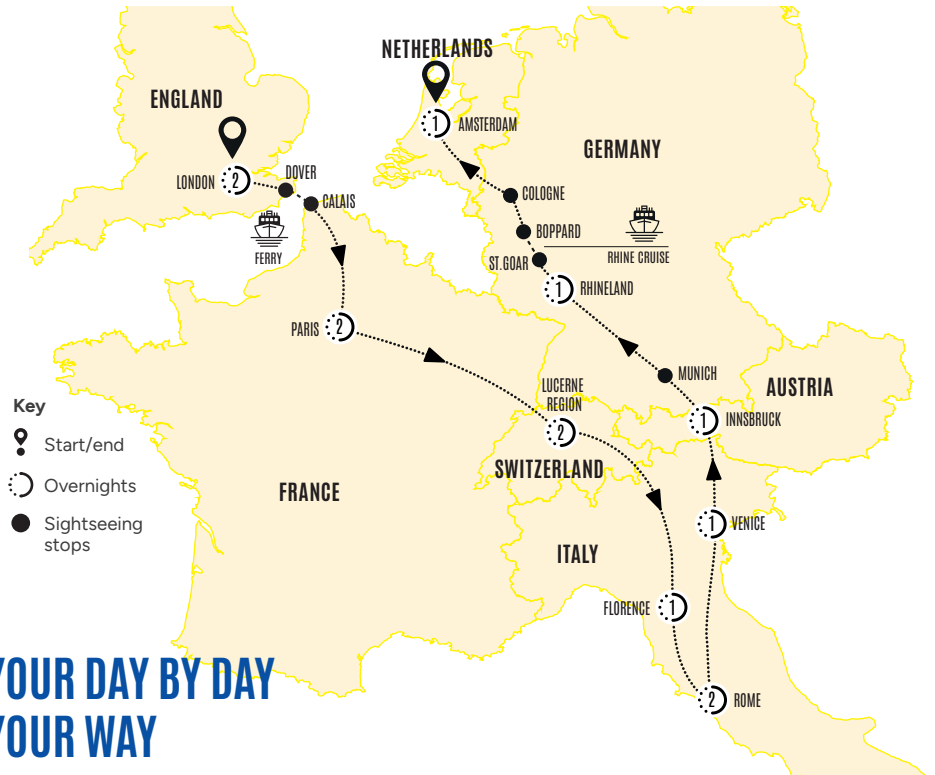 NETHERLANDS
ENGLAND
1
AMSTERDAM
GERMANY
LONDON
2
DOVER
CALAIS
COLOGNE
BOPPARD
FERRY
ST.GOAR
RHINE CRUISE
1
RHINELAND
PARIS
2
MUNICH
LUCERNE
REGION
AUSTRIA
Key
Start/end
1
INNSBRUCK
2
SWITZERLAND
Overnights
FRANCE
Sightseeing
stops
1
VENICE
ITALY
FLORENCE
1
YOUR DAY BY DAY
YOUR WAY
2
ROME